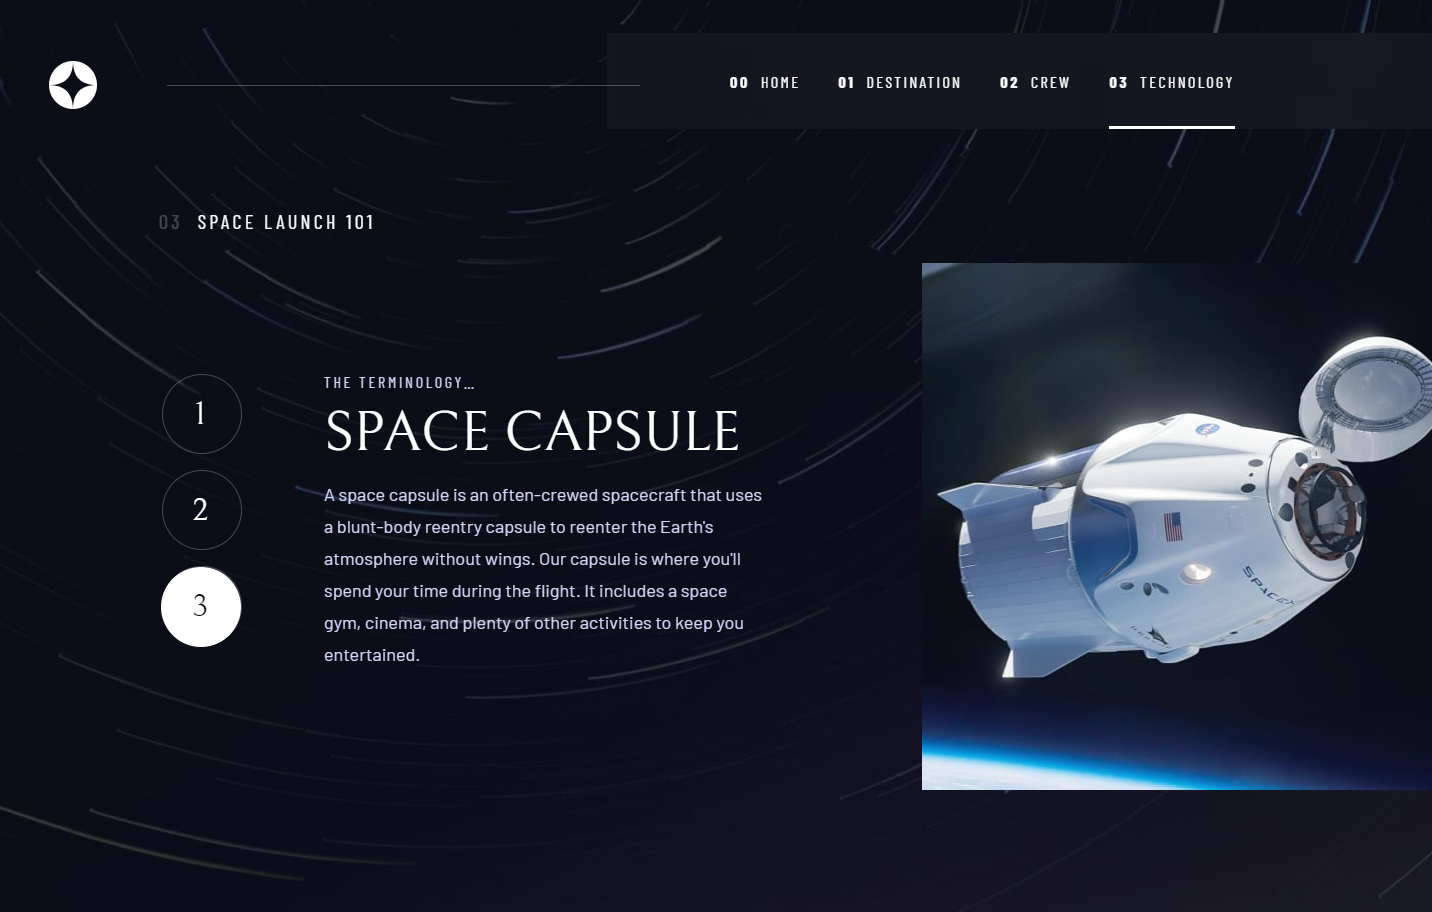 00 HOME 01 DESTINATION 02 CREW 03 TECHNOLOGY
03 SPACE LAUNCH 101
1
2
3
THE TERMINOLOGY...
SPACE CAPSULE
A space capsule is an often-crewed spacecraft that uses
a blunt-body reentry capsule to reenter the Earth's
atmosphere without wings. Our capsule is where you'll
spend your time during the flight. It includes a space
gym, cinema, and plenty of other activities to keep you
entertained.
NASA
SPACEX